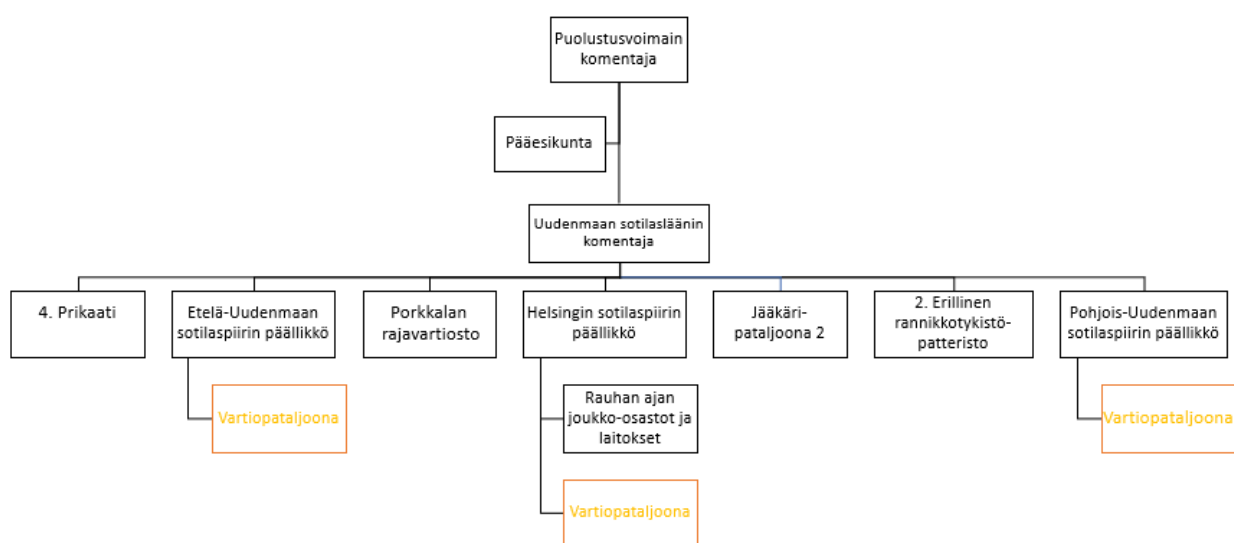 Puolustusvoimain
komentaja
Pääesikunta
Uudenmaan sotilasläänin
komentaja
4. Prikaati
Etelä-Uudenmaan
sotilaspiirin päällikkö
Porkkalan
rajavartiosto
Helsingin sotilaspiirin
päällikkö
Jääkäri-
pataljoona 2
2. Erillinen
rannikkotykistö-
patteristo
Pohjois-Uudenmaan
sotilaspiirin päällikkö
Vartiopataljoona
Rauhan ajan
joukko-osastot ja
laitokset
Vartiopataljoona
Vartiopataljoona